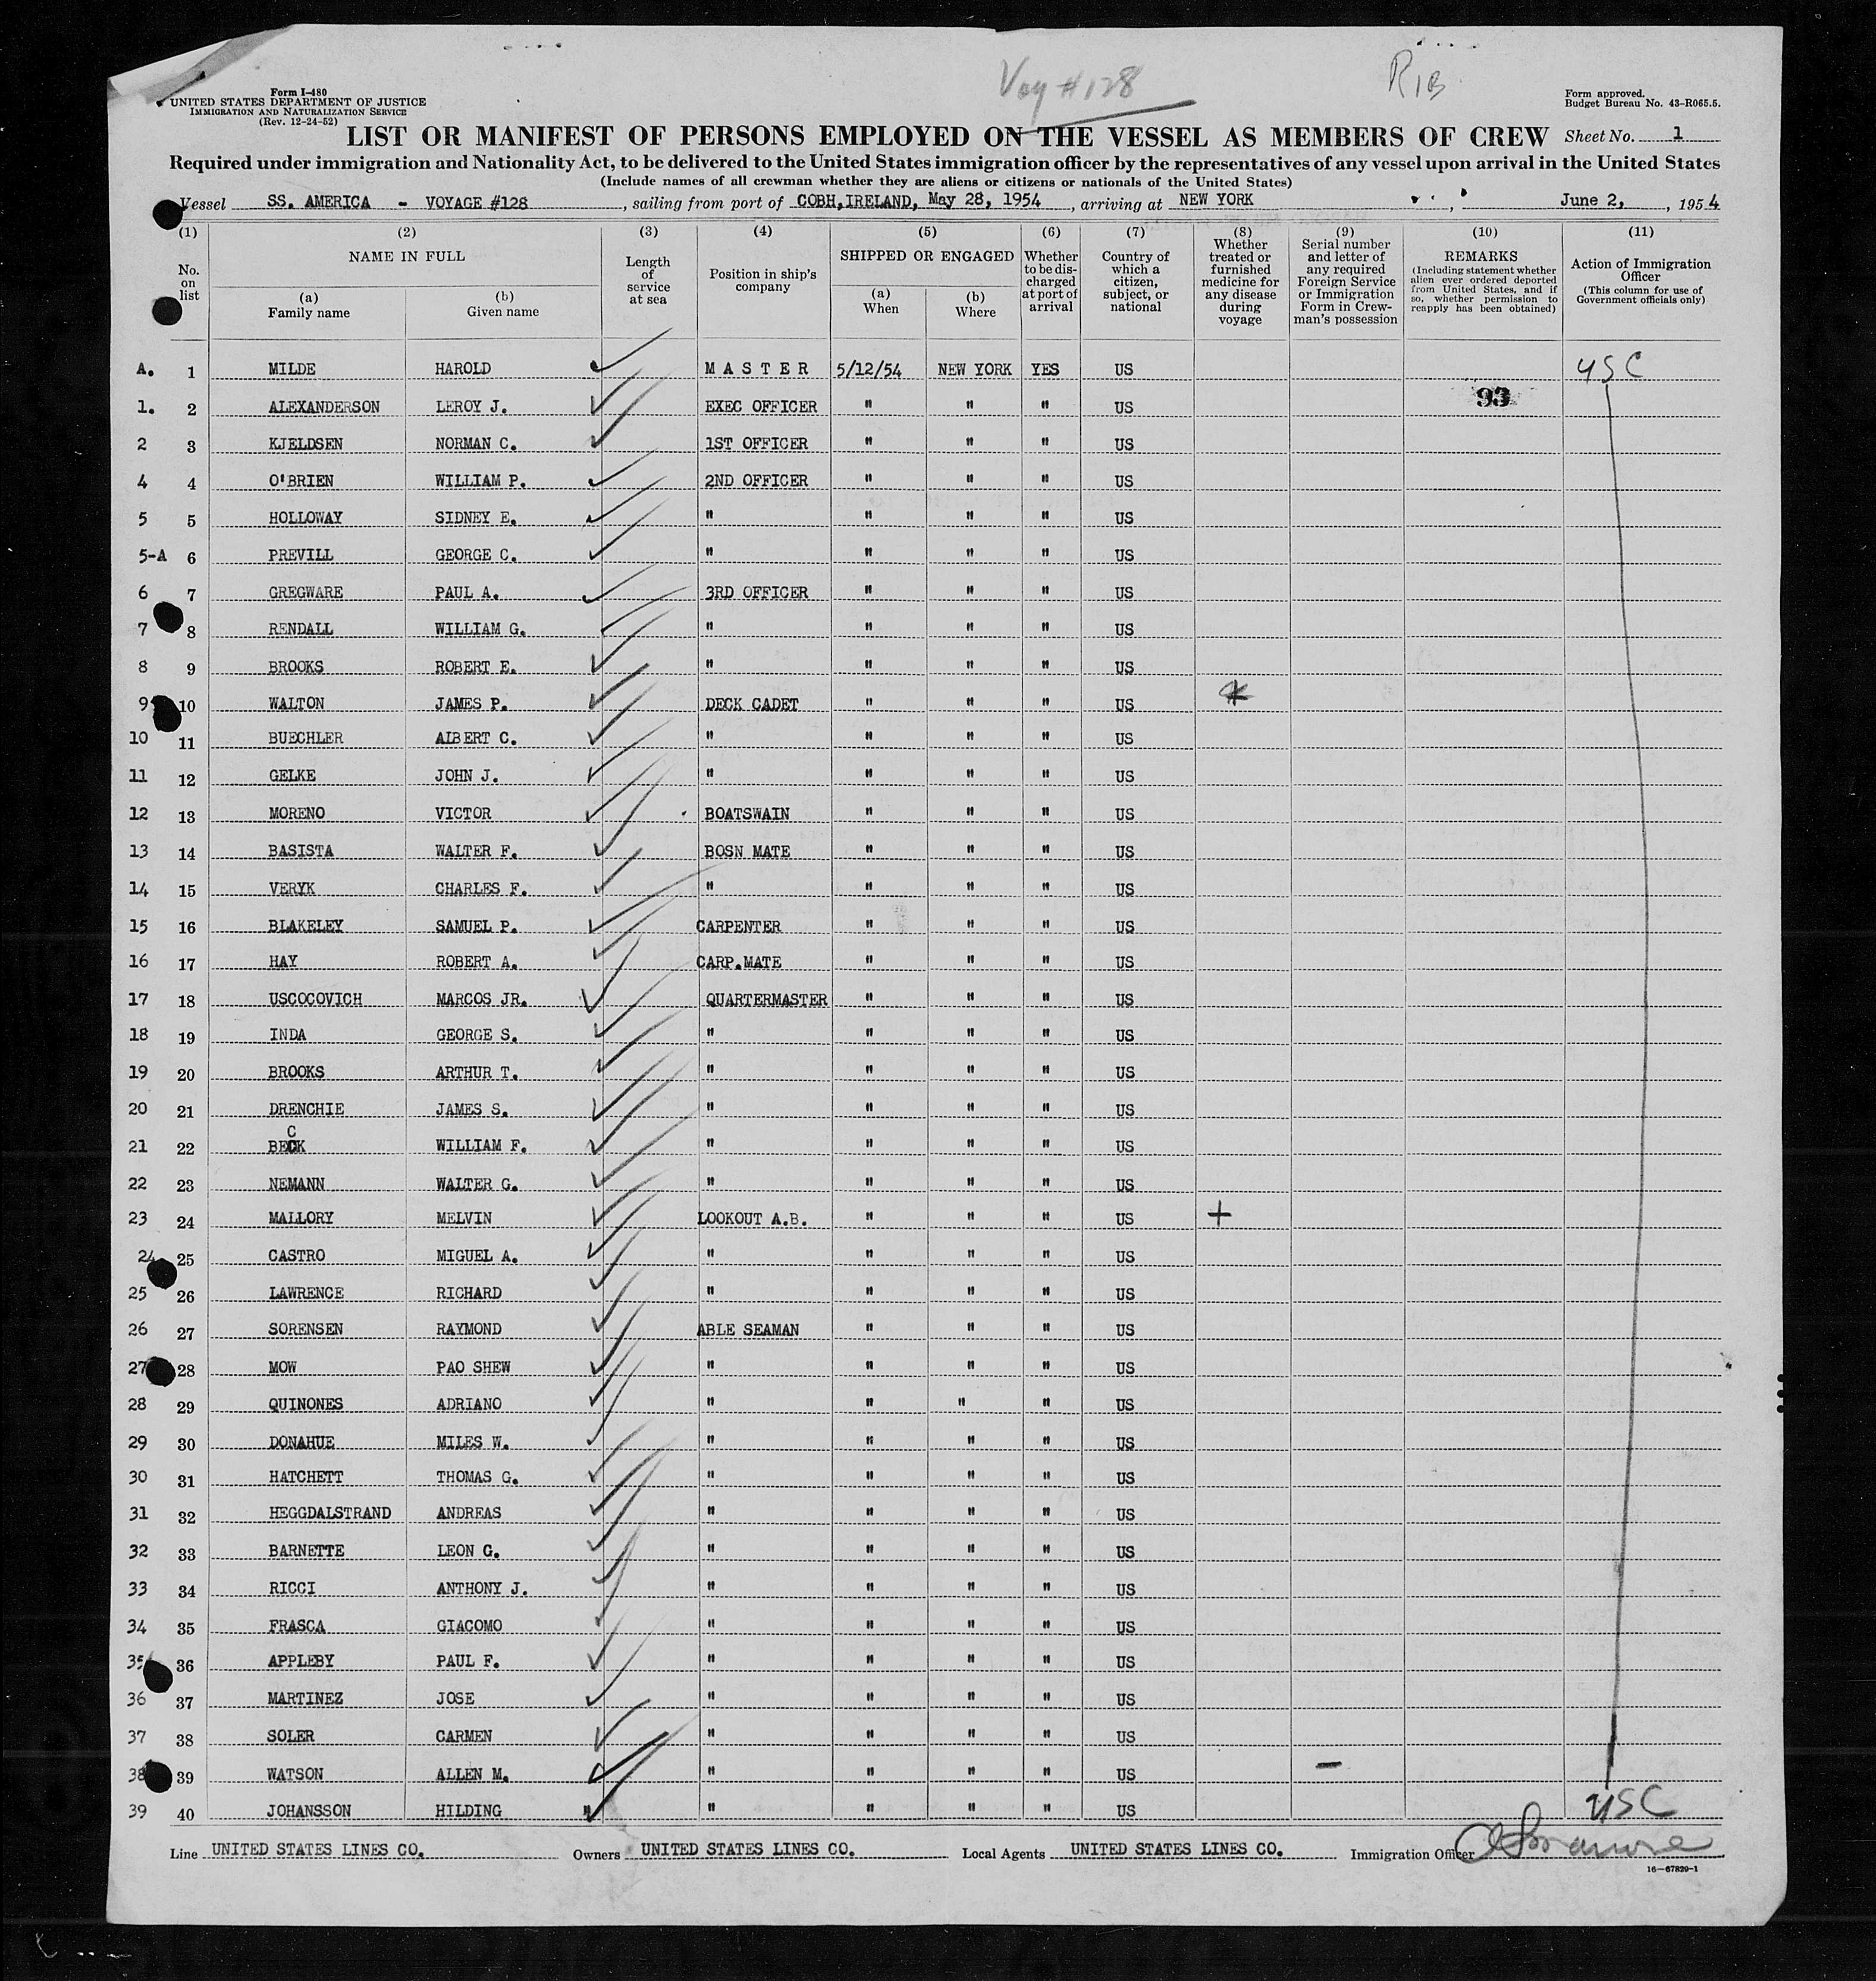 Voy #128
R1B
Form I-480
UNITED STATES DEPARTMENT OF JUSTICE
IMMIGRATION AND NATURALIZATION SERVICE
(Rev. 12-24-52)
Form approved.
Budget Bureau No. 43-R065.5.
LIST OR MANIFEST OF PERSONS EMPLOYED ON THE VESSEL AS MEMBERS OF CREW Sheet No. 1
Required under immigration and Nationality Act, to be delivered to the United States immigration officer by the representatives of any vessel upon arrival in the United States
(Include names of all crewman whether they are aliens or citizens or nationals of the United States)
Vessel SS. AMERICA - VOYAGE #128, sailing from port of COBH, IRELAND, May 28, 1954, arriving at NEW YORK, June 2, 1954
(1) No. on list
(2) NAME IN FULL
(a) Family name
(b) Given name
(3) Length of service at sea
(4) Position in ship's company
(5) SHIPPED OR ENGAGED
(a) When
(b) Where
(6) Whether to be discharged at port of arrival
(7) Country of which a citizen, subject, or national
(8) Whether treated or furnished medicine for any disease during voyage
(9) Serial number and letter of any required Foreign Service or Immigration Form in Crewman's possession
(10) REMARKS (Including statement whether alien ever ordered deported from United States, and if so, whether permission to reapply has been obtained)
(11) Action of Immigration Officer (This column for use of Government officials only)
A. 1 MILDE HAROLD MASTER 5/12/54 NEW YORK YES US USC
1. 2 ALEXANDERSON LEROY J. EXEC OFFICER " " " US 93
2 3 KJELDSEN NORMAN C. 1ST OFFICER " " " US
4 4 O'BRIEN WILLIAM P. 2ND OFFICER " " " US
5 5 HOLLOWAY SIDNEY E. " " " " US
5-A 6 PREVILL GEORGE C. " " " " US
6 7 GREGWARE PAUL A. 3RD OFFICER " " " US
7 8 RENDALL WILLIAM G. " " " " US
8 9 BROOKS ROBERT E. " " " " US
9 10 WALTON JAMES P. DECK CADET " " " US
10 11 BUECHLER ALBERT C. " " " " US
11 12 GELKE JOHN J. " " " " US
12 13 MORENO VICTOR BOATSWAIN " " " US
13 14 BASISTA WALTER F. BOSN MATE " " " US
14 15 VERYK CHARLES F. " " " " US
15 16 BLAKELEY SAMUEL P. CARPENTER " " " US
16 17 HAY ROBERT A. CARP.MATE " " " US
17 18 USCOCOVICH MARCOS JR. QUARTERMASTER " " " US
18 19 INDA GEORGE S. " " " " US
19 20 BROOKS ARTHUR T. " " " " US
20 21 DRENCHIE JAMES S. " " " " US
21 22 BECK WILLIAM F. " " " " US
22 23 NEMANN WALTER G. " " " " US
23 24 MALLORY MELVIN LOOKOUT A.B. " " " US +
24 25 CASTRO MIGUEL A. " " " " US
25 26 LAWRENCE RICHARD " " " " US
26 27 SORENSEN RAYMOND ABLE SEAMAN " " " US
27 28 MOW PAO SHEW " " " " US
28 29 QUINONES ADRIANO " " " " US
29 30 DONAHUE MILES W. " " " " US
30 31 HATCHETT THOMAS G. " " " " US
31 32 HEGGDALSTRAND ANDREAS " " " " US
32 33 BARNETTE LEON G. " " " " US
33 34 RICCI ANTHONY J. " " " " US
34 35 FRASCA GIACOMO " " " " US
35 36 APPLEBY PAUL F. " " " " US
36 37 MARTINEZ JOSE " " " " US
37 38 SOLER CARMEN " " " " US
38 39 WATSON ALLEN M. " " " " US -
39 40 JOHANSSON HILDING " " " " US USC
Line UNITED STATES LINES CO. Owners UNITED STATES LINES CO. Local Agents UNITED STATES LINES CO. Immigration Officer
16-67829-1